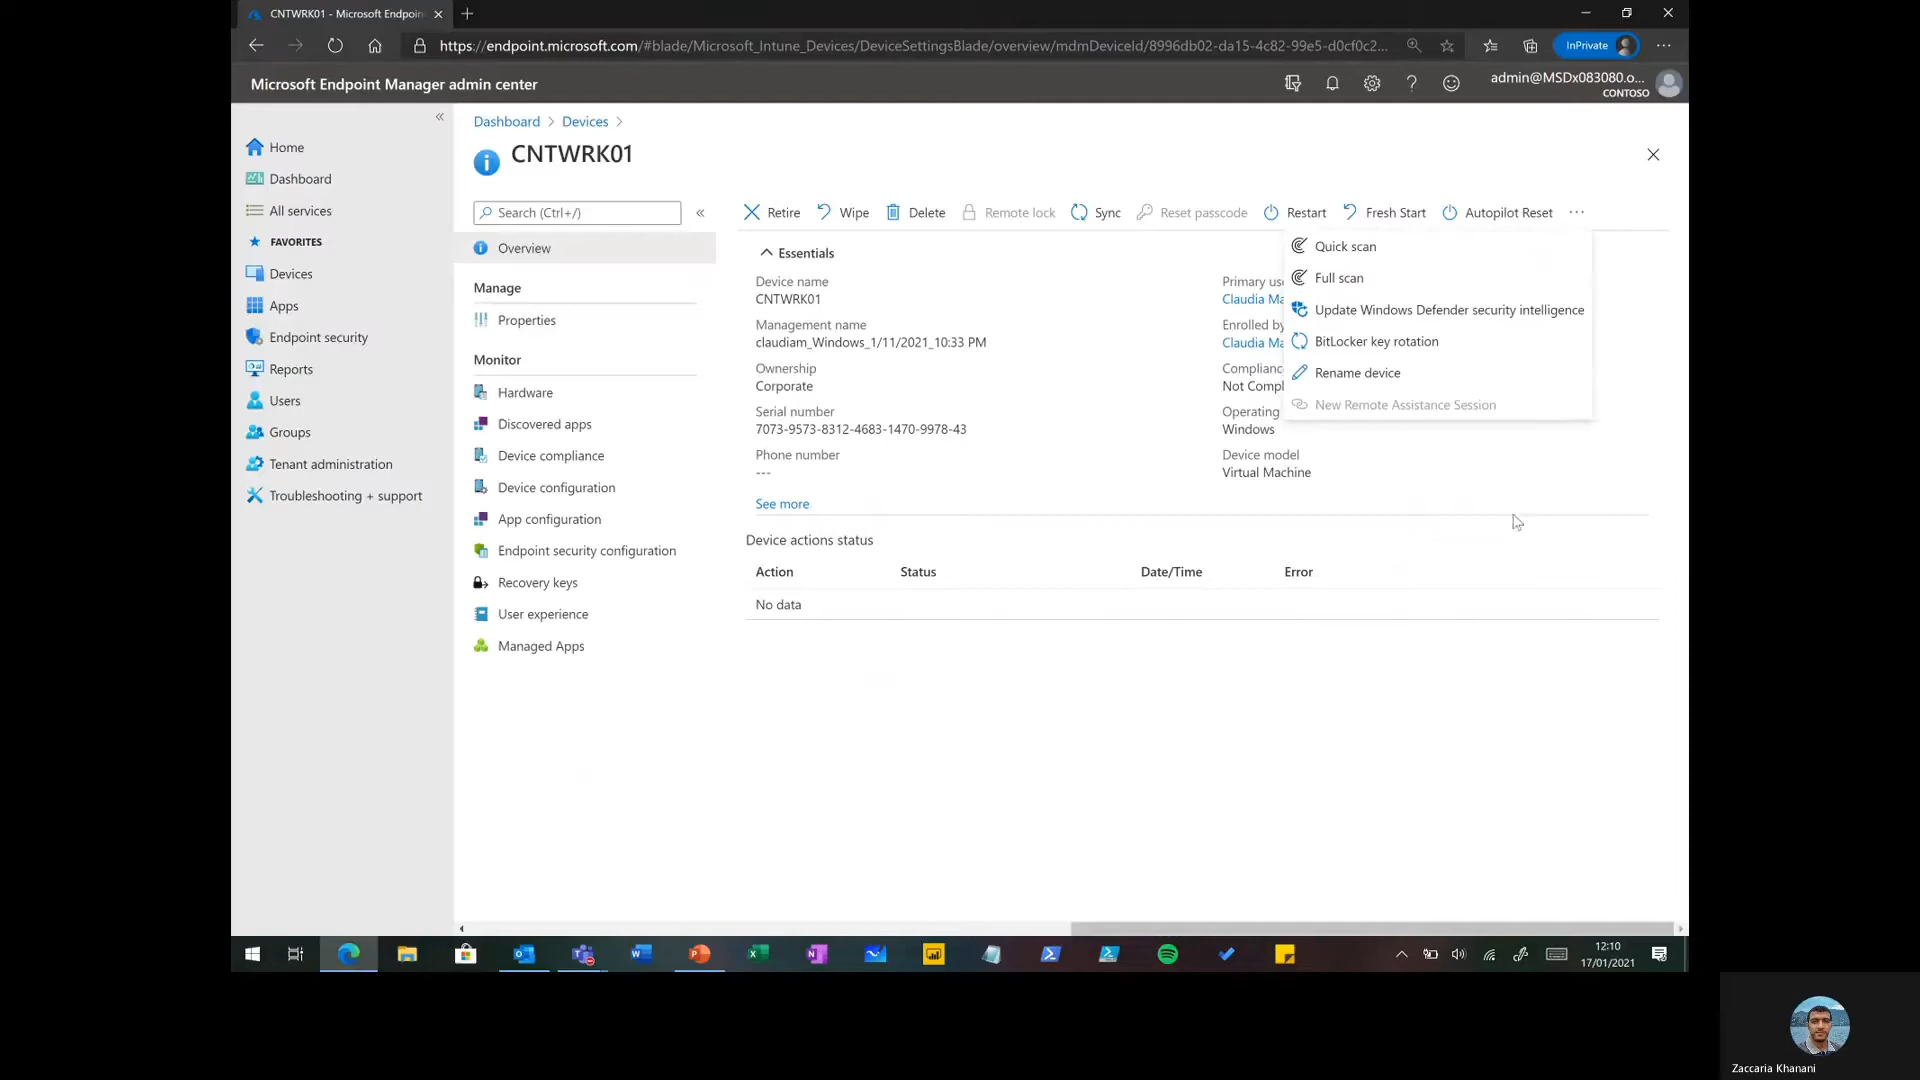 CNTWRK01 - Microsoft Endpoin
https://endpoint.microsoft.com/#blade/Microsoft_Intune_Devices/DeviceSettingsBlade/overview/mdmDeviceId/8996db02-da15-4c82-99e5-d0cf0c2...
InPrivate
Microsoft Endpoint Manager admin center
admin@MSDx083080.o...
CONTOSO
Home
Dashboard
All services
FAVORITES
Devices
Apps
Endpoint security
Reports
Users
Groups
Tenant administration
Troubleshooting + support
Dashboard > Devices >
CNTWRK01
Search (Ctrl+/)
Overview
Manage
Properties
Monitor
Hardware
Discovered apps
Device compliance
Device configuration
App configuration
Endpoint security configuration
Recovery keys
User experience
Managed Apps
Retire Wipe Delete Remote lock Sync Reset passcode Restart Fresh Start Autopilot Reset ...
Quick scan
Full scan
Update Windows Defender security intelligence
BitLocker key rotation
Rename device
New Remote Assistance Session
Essentials
Device name
CNTWRK01
Management name
claudiam_Windows_1/11/2021_10:33 PM
Ownership
Corporate
Serial number
7073-9573-8312-4683-1470-9978-43
Phone number
---
See more
Primary us
Claudia Ma
Enrolled by
Claudia Ma
Complianc
Not Compl
Operating
Windows
Device model
Virtual Machine
Device actions status
Action Status Date/Time Error
No data
12:10
17/01/2021
Zaccaria Khanani